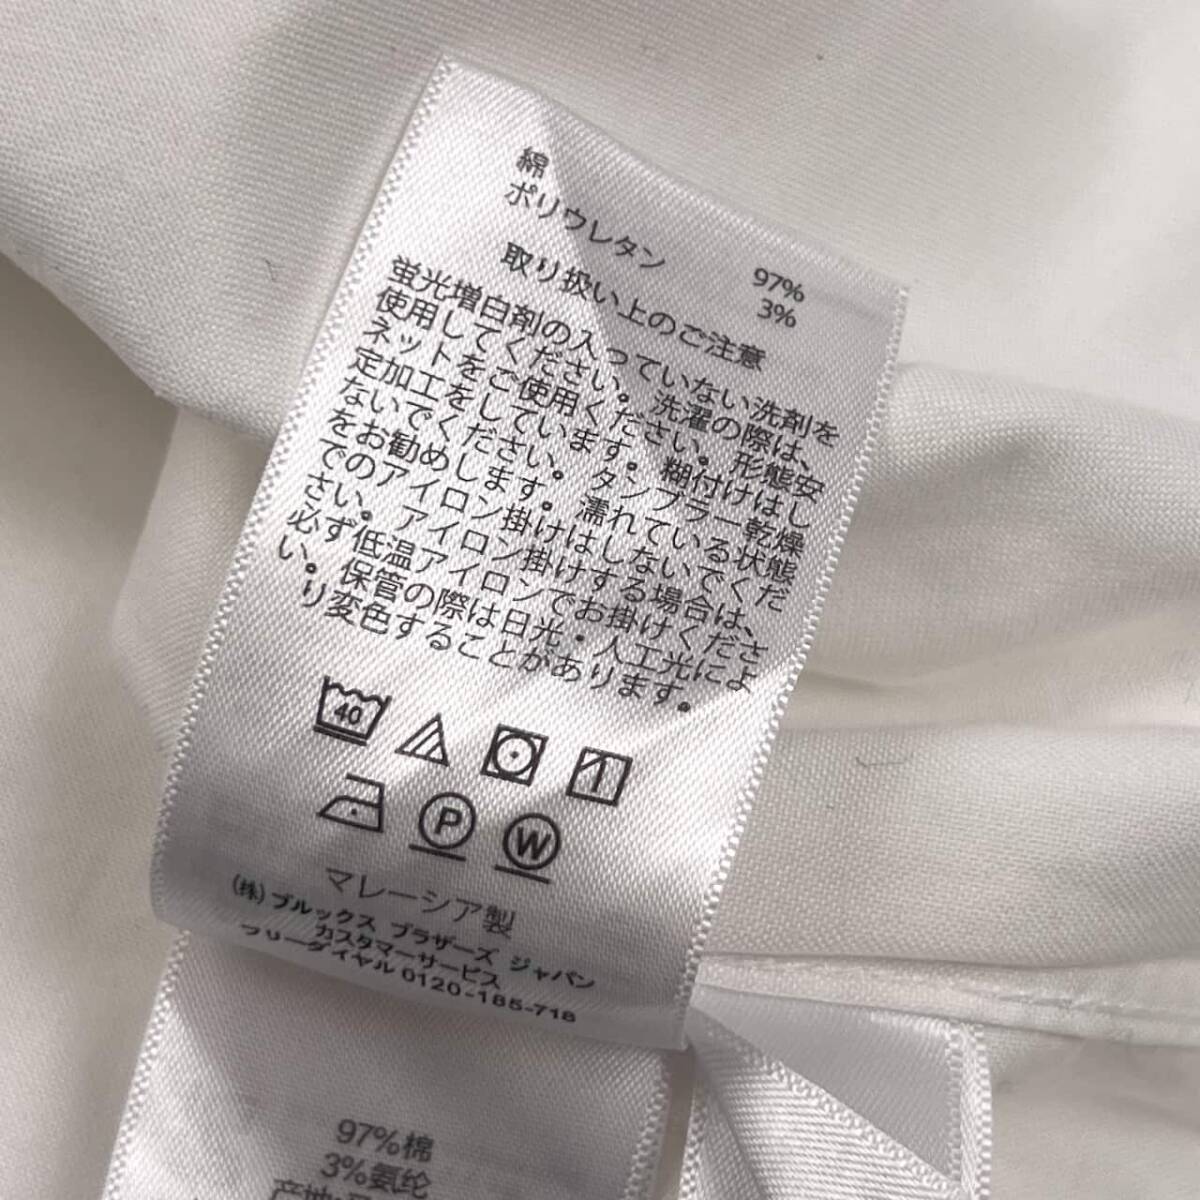 綿 97%
ポリウレタン 3%
取り扱い上のご注意
蛍光増白剤の入っていない洗剤を
使用してください。洗濯の際は、
ネットをご使用ください。形態安
定加工をしています。糊付けはし
ないでください。タンブラー乾燥
をお勧めします。濡れている状態
でのアイロン掛けはしないでくだ
さい。アイロン掛けする場合は、
必ず低温アイロンでお掛けくださ
い。保管の際は日光・人工光によ
り変色することがあります。
40
P W
マレーシア製
(株)ブルックス ブラザーズ ジャパン
カスタマーサービス
フリーダイヤル0120-185-718
97%棉
3%氨纶
产地: